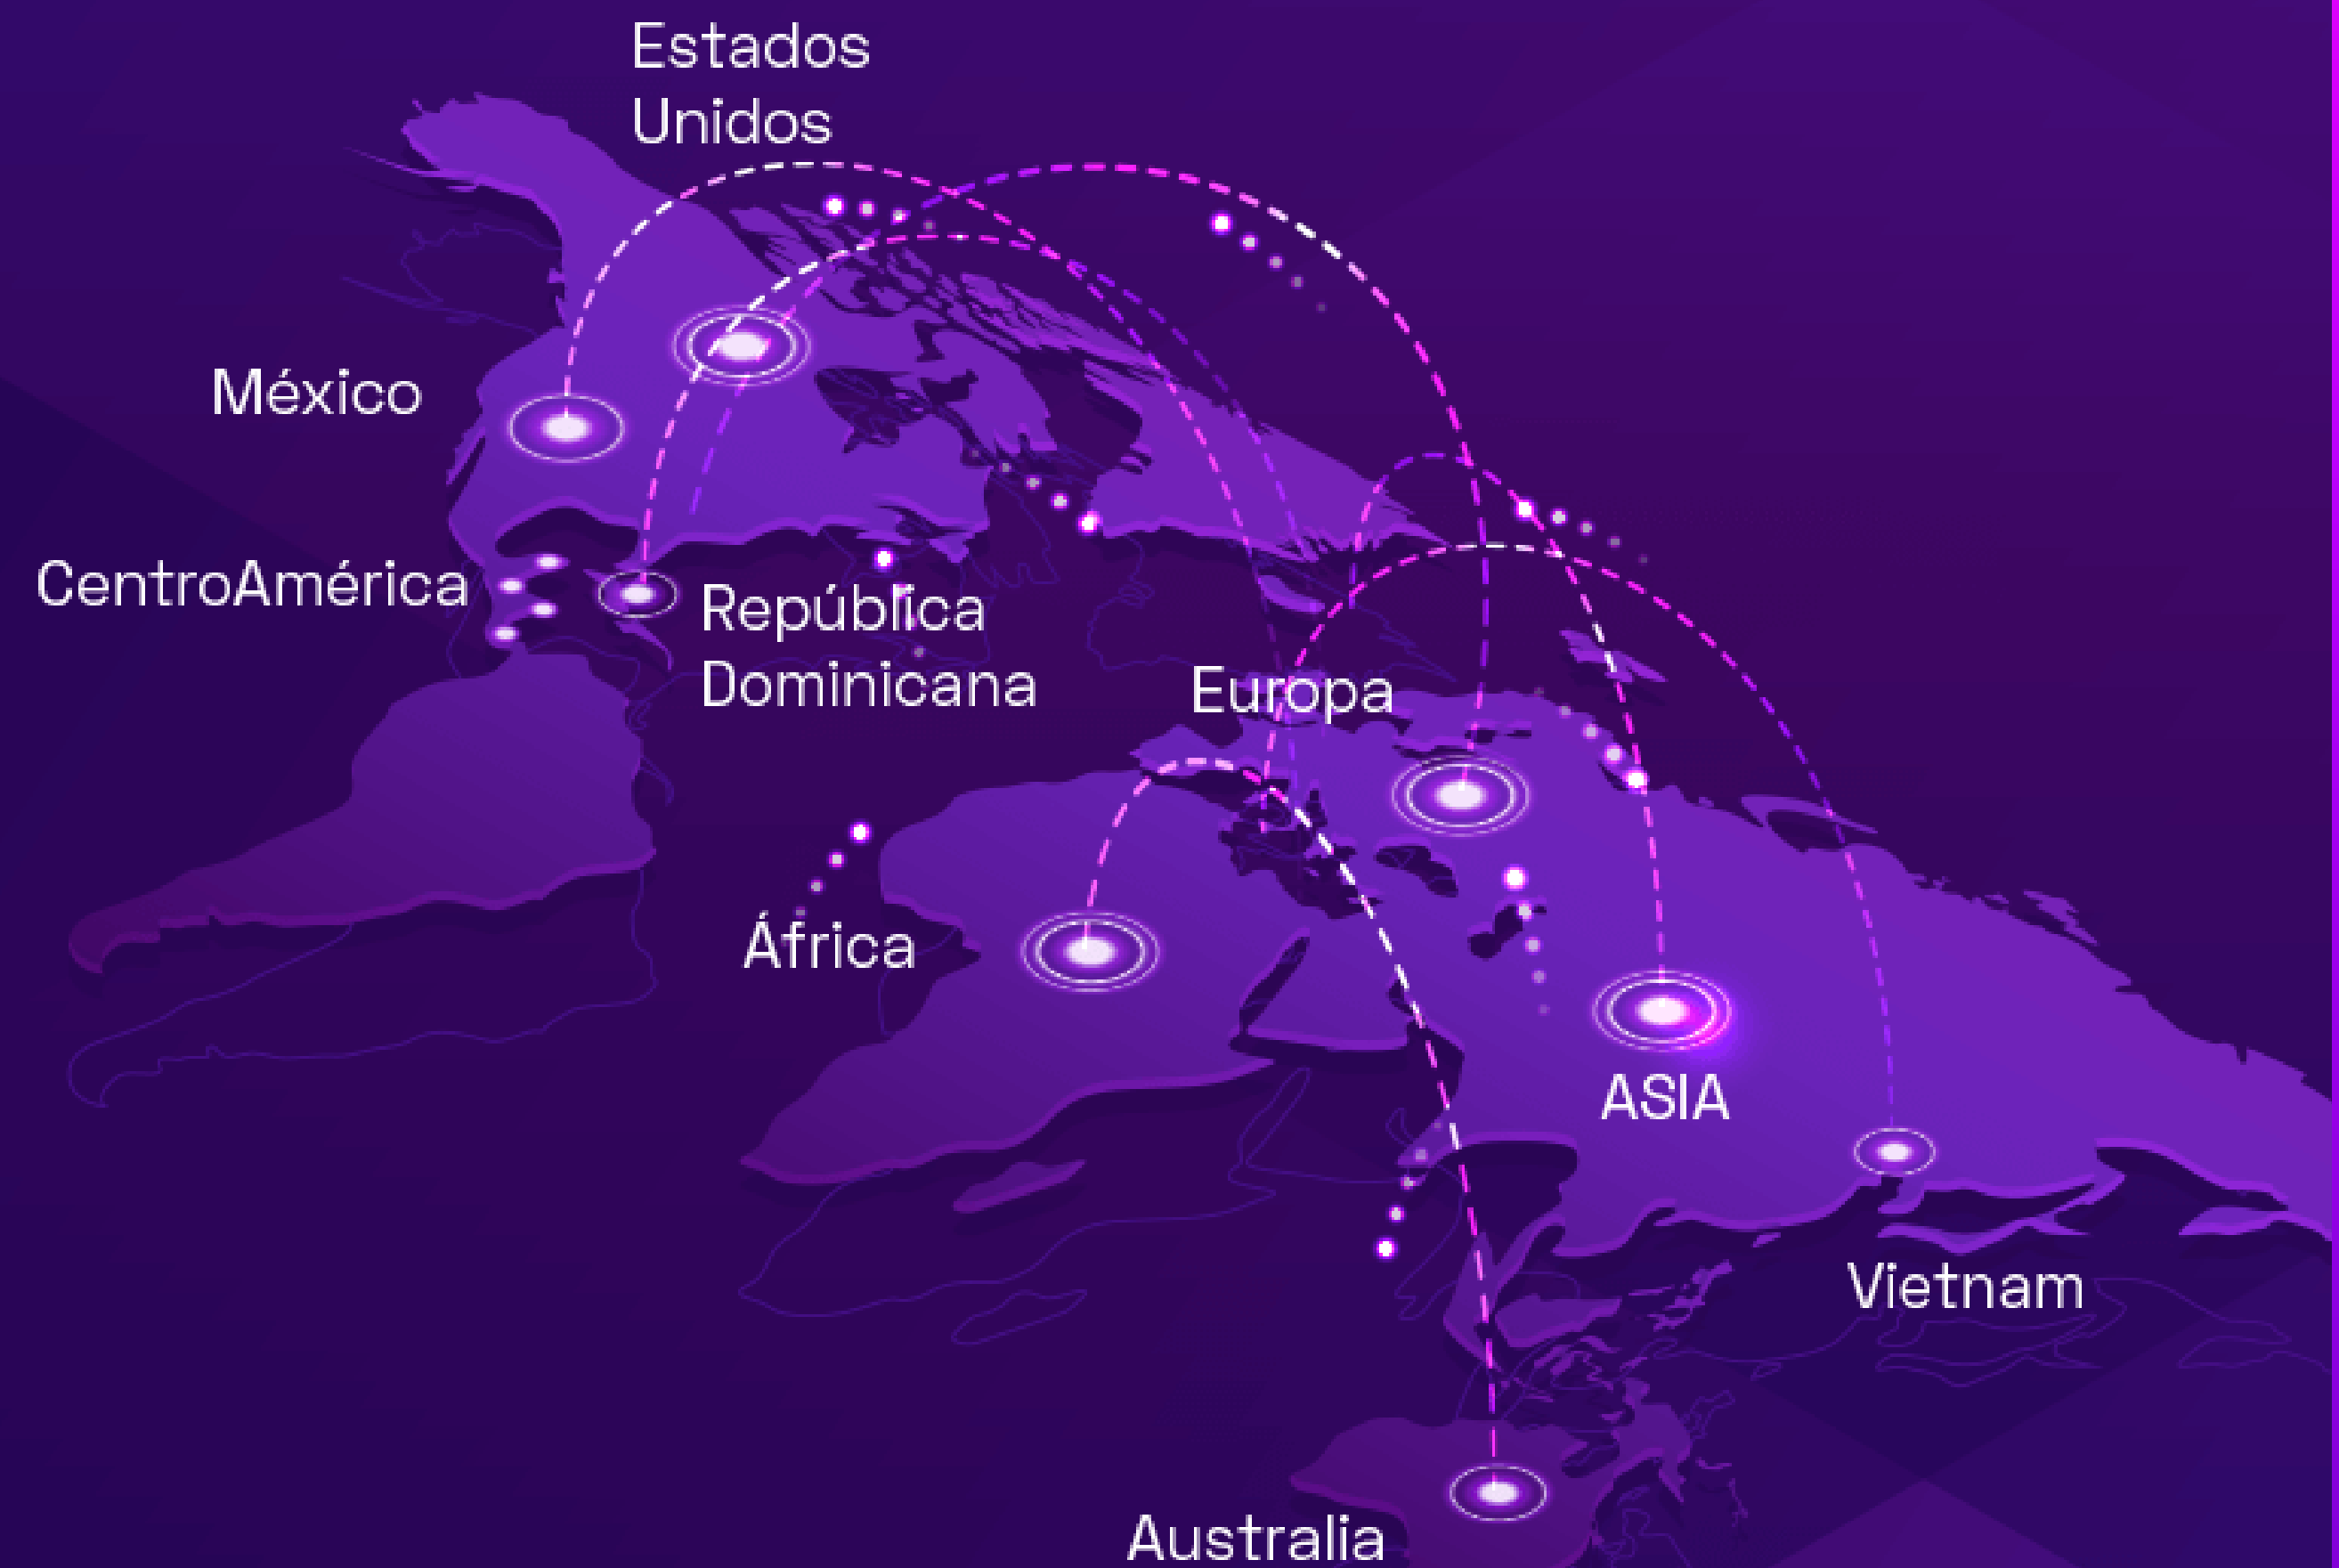 Estados
Unidos
México
CentroAmérica
República
Dominicana
Europa
África
ASIA
Vietnam
Australia